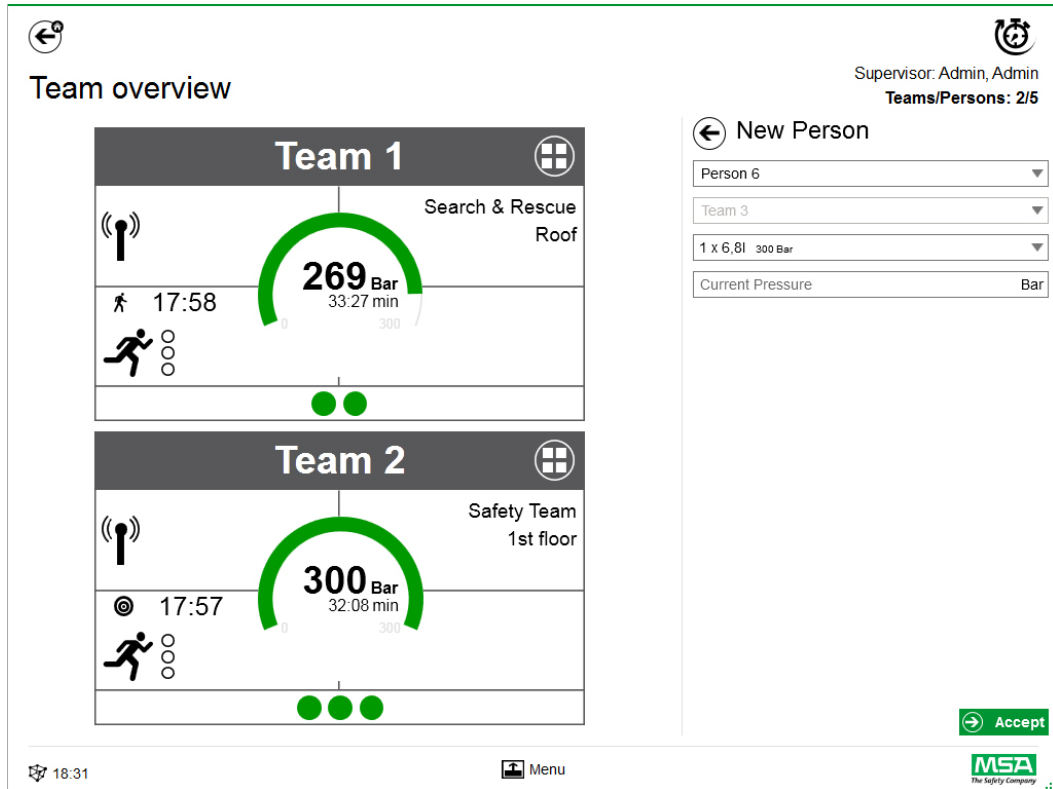 Team overview
Supervisor: Admin, Admin
Teams/Persons: 2/5
Team 1
Search & Rescue
Roof
269 Bar
33:27 min
0 300
17:58
Team 2
Safety Team
1st floor
300 Bar
32:08 min
0 300
17:57
New Person
Person 6
Team 3
1 x 6,8l 300 Bar
Current Pressure Bar
Accept
18:31
Menu
MSA
The Safety Company